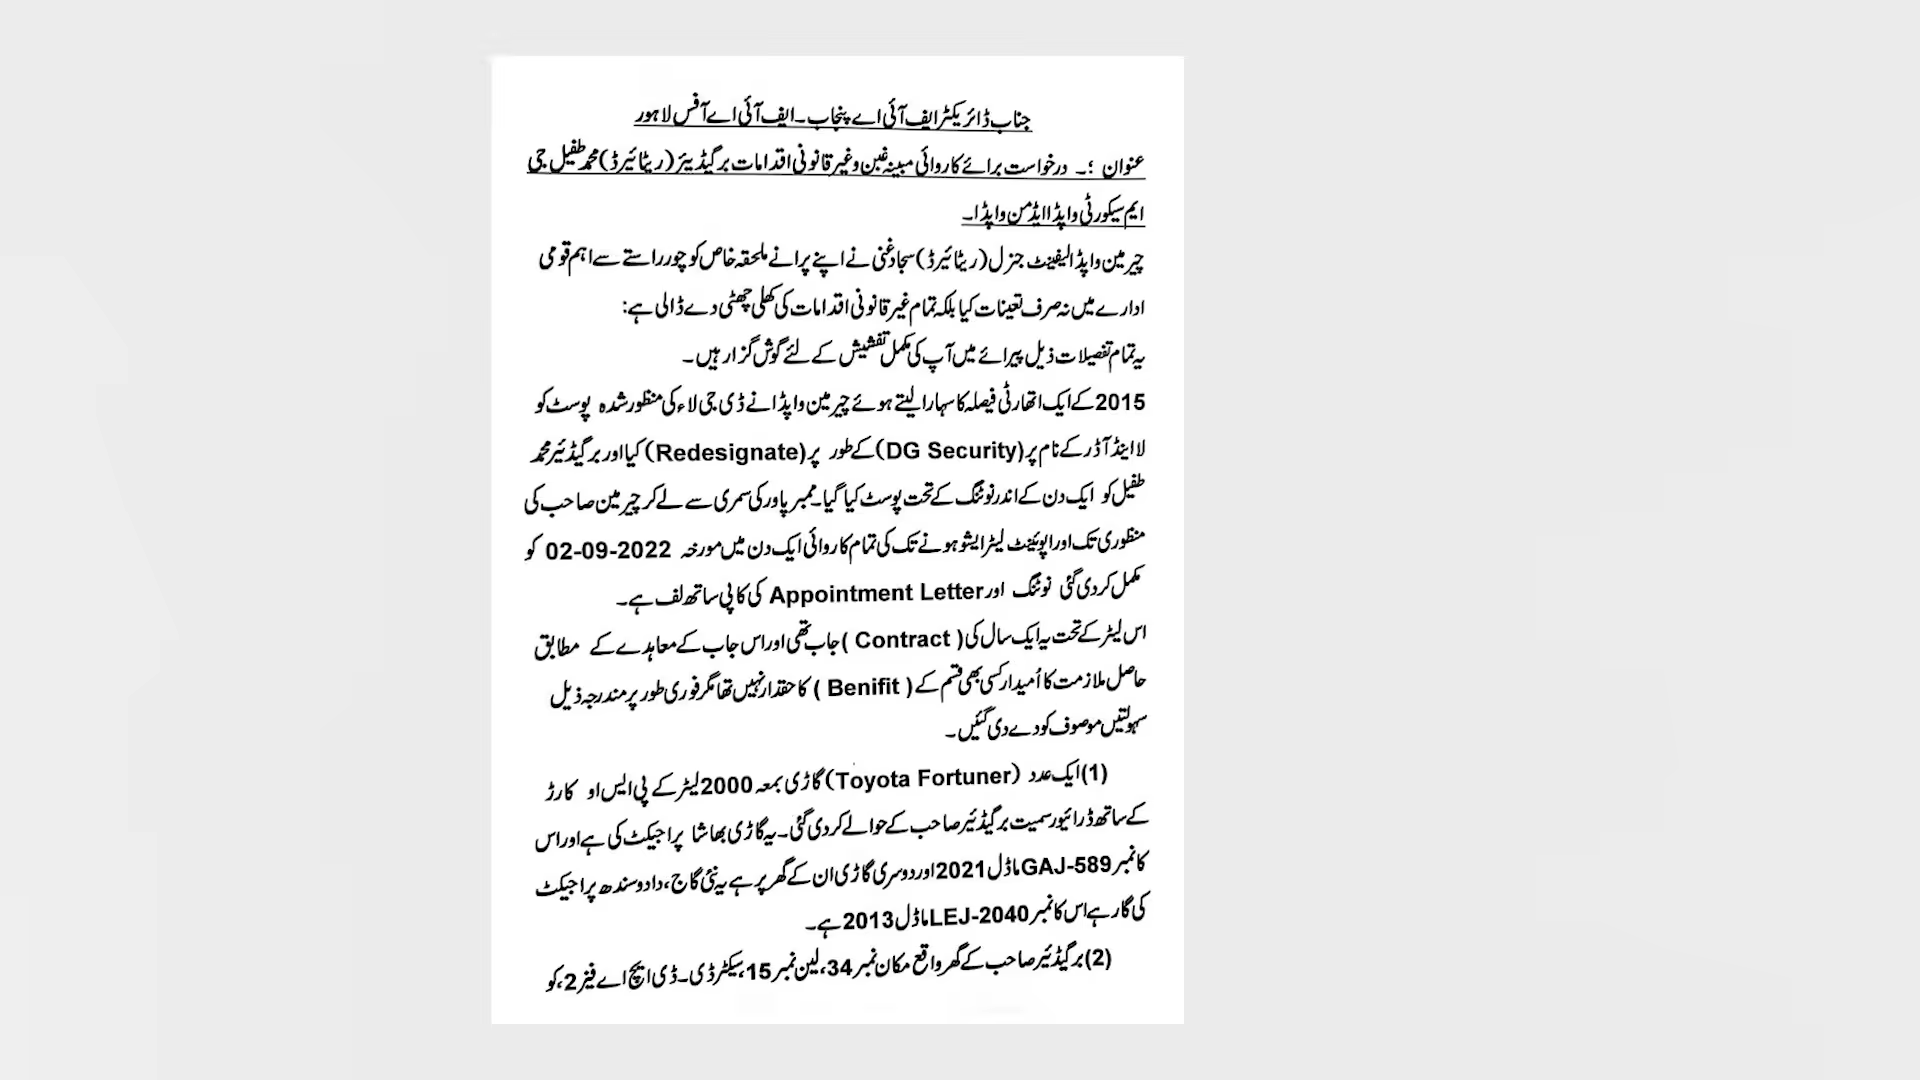 جناب ڈائریکٹر ایف آئی اے پنجاب۔ ایف آئی اے آفس لاہور
عنوان :۔ درخواست برائے کاروائی مبینہ غبن و غیر قانونی اقدامات برگیڈیئر (ریٹائیرڈ) محمد طفیل جی
ایم سیکورٹی واپڈا ایڈمن واپڈا۔
چیرمین واپڈا لیفینٹ جنرل (ریٹائیرڈ) سجاد غنی نے اپنے پرانے ملحقہ خاص کو چور راستے سے اہم قومی
ادارے میں نہ صرف تعینات کیا بلکہ تمام غیر قانونی اقدامات کی کھلی چھٹی دے ڈالی ہے:
یہ تمام تفصیلات ذیل پیرائے میں آپ کی مکمل تفشیش کے لئے گوش گزار ہیں۔
2015 کے ایک اتھارٹی فیصلہ کا سہارا لیتے ہوئے چیرمین واپڈا نے ڈی جی لاء کی منظور شدہ پوسٹ کو
لا اینڈ آڈر کے نام پر (DG Security) کے طور پر (Redesignate) کیا اور برگیڈئیر محمد
طفیل کو ایک دن کے اندر نوٹنگ کے تحت پوسٹ کیا گیا۔ ممبر پاور کی سمری سے لے کر چیرمین صاحب کی
منظوری تک اور اپوئینٹ لیٹر ایشو ہونے تک کی تمام کاروائی ایک دن میں مورخہ 02-09-2022 کو
مکمل کر دی گئی نوٹنگ اور Appointment Letter کی کاپی ساتھ لف ہے۔
اس لیٹر کے تحت یہ ایک سال کی ( Contract ) جاب تھی اور اس جاب کے معاہدے کے مطابق
حاصل ملازمت کا اُمیدار کسی بھی قسم کے ( Benifit ) کا حقدار نہیں تھا مگر فوری طور پر مندرجہ ذیل
سہولتیں موصوف کو دے دی گئیں۔
(1) ایک عدد (Toyota Fortuner) گاڑی بمعہ 2000 لیٹر کے پی ایس او کارڑ
کے ساتھ ڈرائیور سمیت برگیڈئیر صاحب کے حوالے کر دی گئی۔ یہ گاڑی بھاشا پراجیکٹ کی ہے اور اس
کا نمبر GAJ-589 ماڈل 2021 اور دوسری گاڑی ان کے گھر پر ہے یہ نئی گاج، دادو سندھ پراجیکٹ
کی گار ہے اس کا نمبر LEJ-2040 ماڈل 2013 ہے۔
(2) برگیڈئیر صاحب کے گھر واقع مکان نمبر 34، لین نمبر 15، سیکٹر ڈی۔ ڈی ایچ اے فیز 2، کو